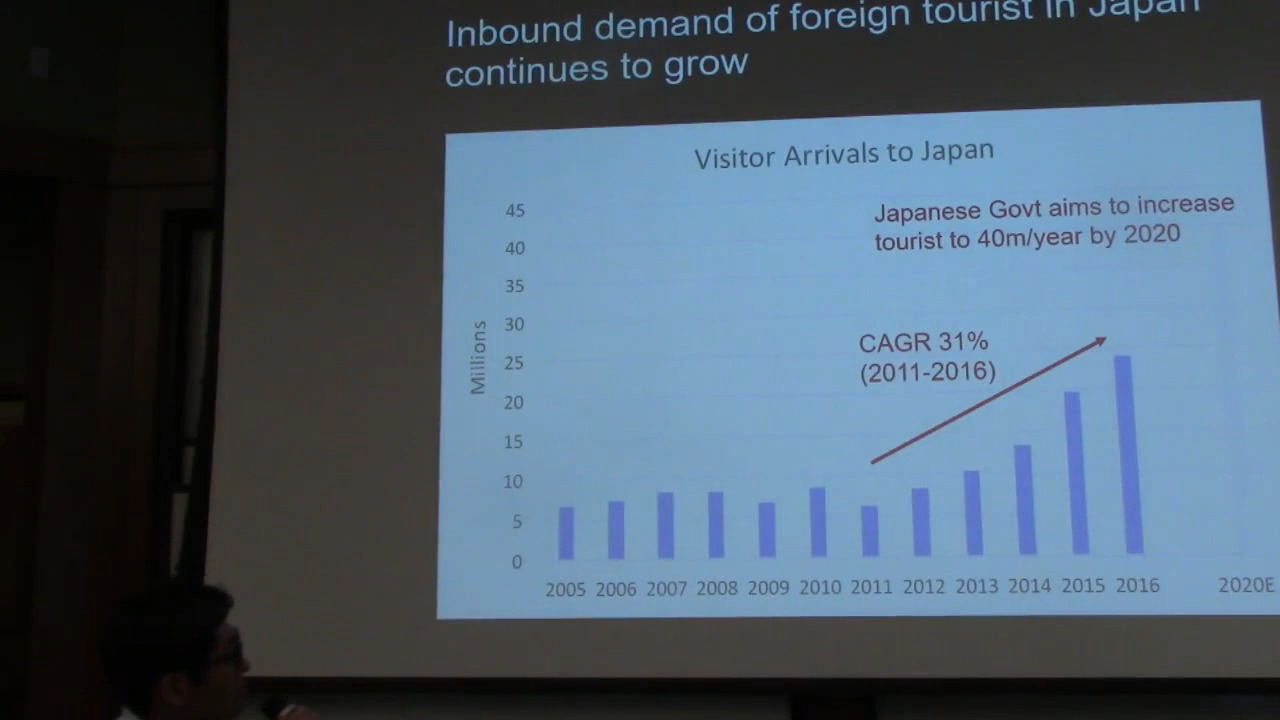 Inbound demand of foreign tourist in Japan
continues to grow
Visitor Arrivals to Japan
Japanese Govt aims to increase
tourist to 40m/year by 2020
CAGR 31%
(2011-2016)
Millions
45
40
35
30
25
20
15
10
5
0
2005 2006 2007 2008 2009 2010 2011 2012 2013 2014 2015 2016 2020E